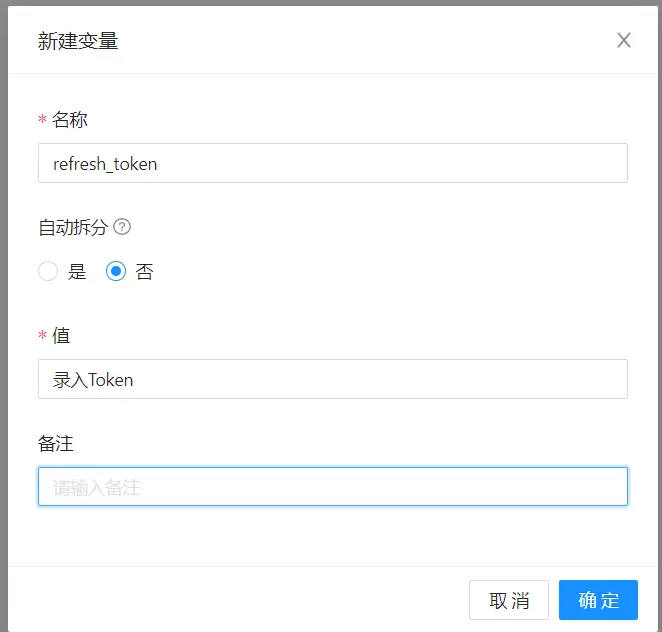 新建变量
* 名称
refresh_token
自动拆分 ?
是 否
* 值
录入Token
备注
请输入备注
取消 确定